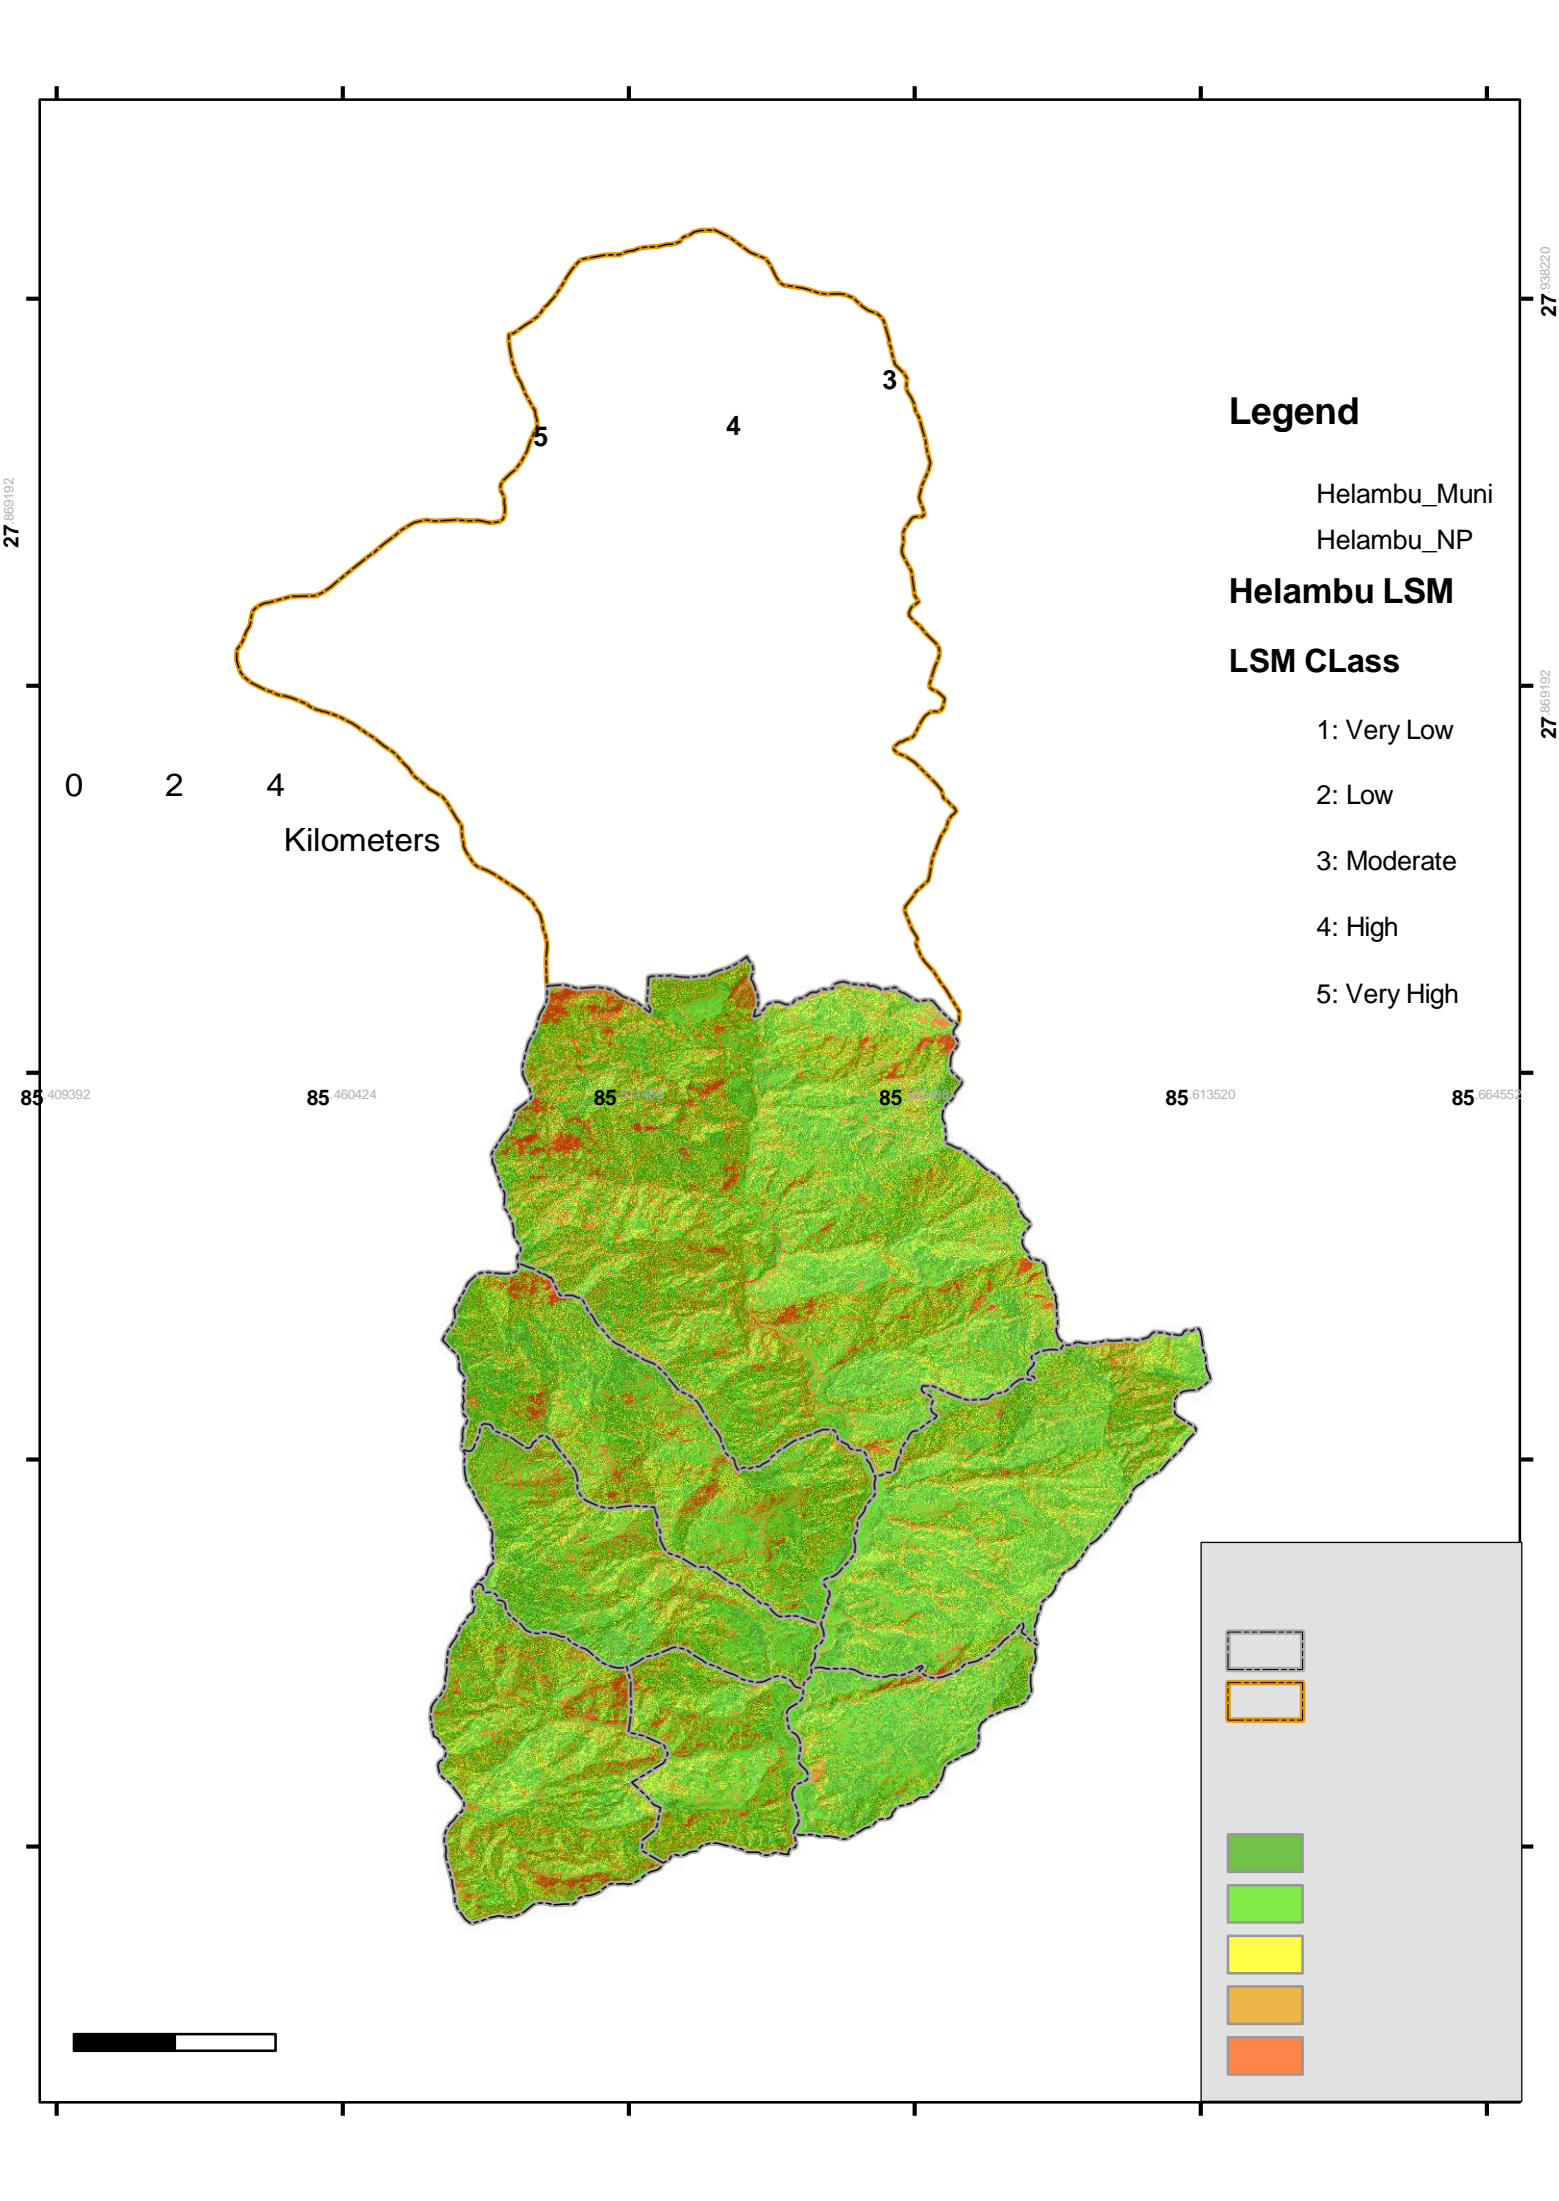 27.938220
3
4
5
Legend
Helambu_Muni
27.869192
Helambu_NP
Helambu LSM
LSM CLass
27.869192
1: Very Low
0 2 4
2: Low
Kilometers
3: Moderate
4: High
5: Very High
85.409392 85.460424 85 85 85.613520 85.664552